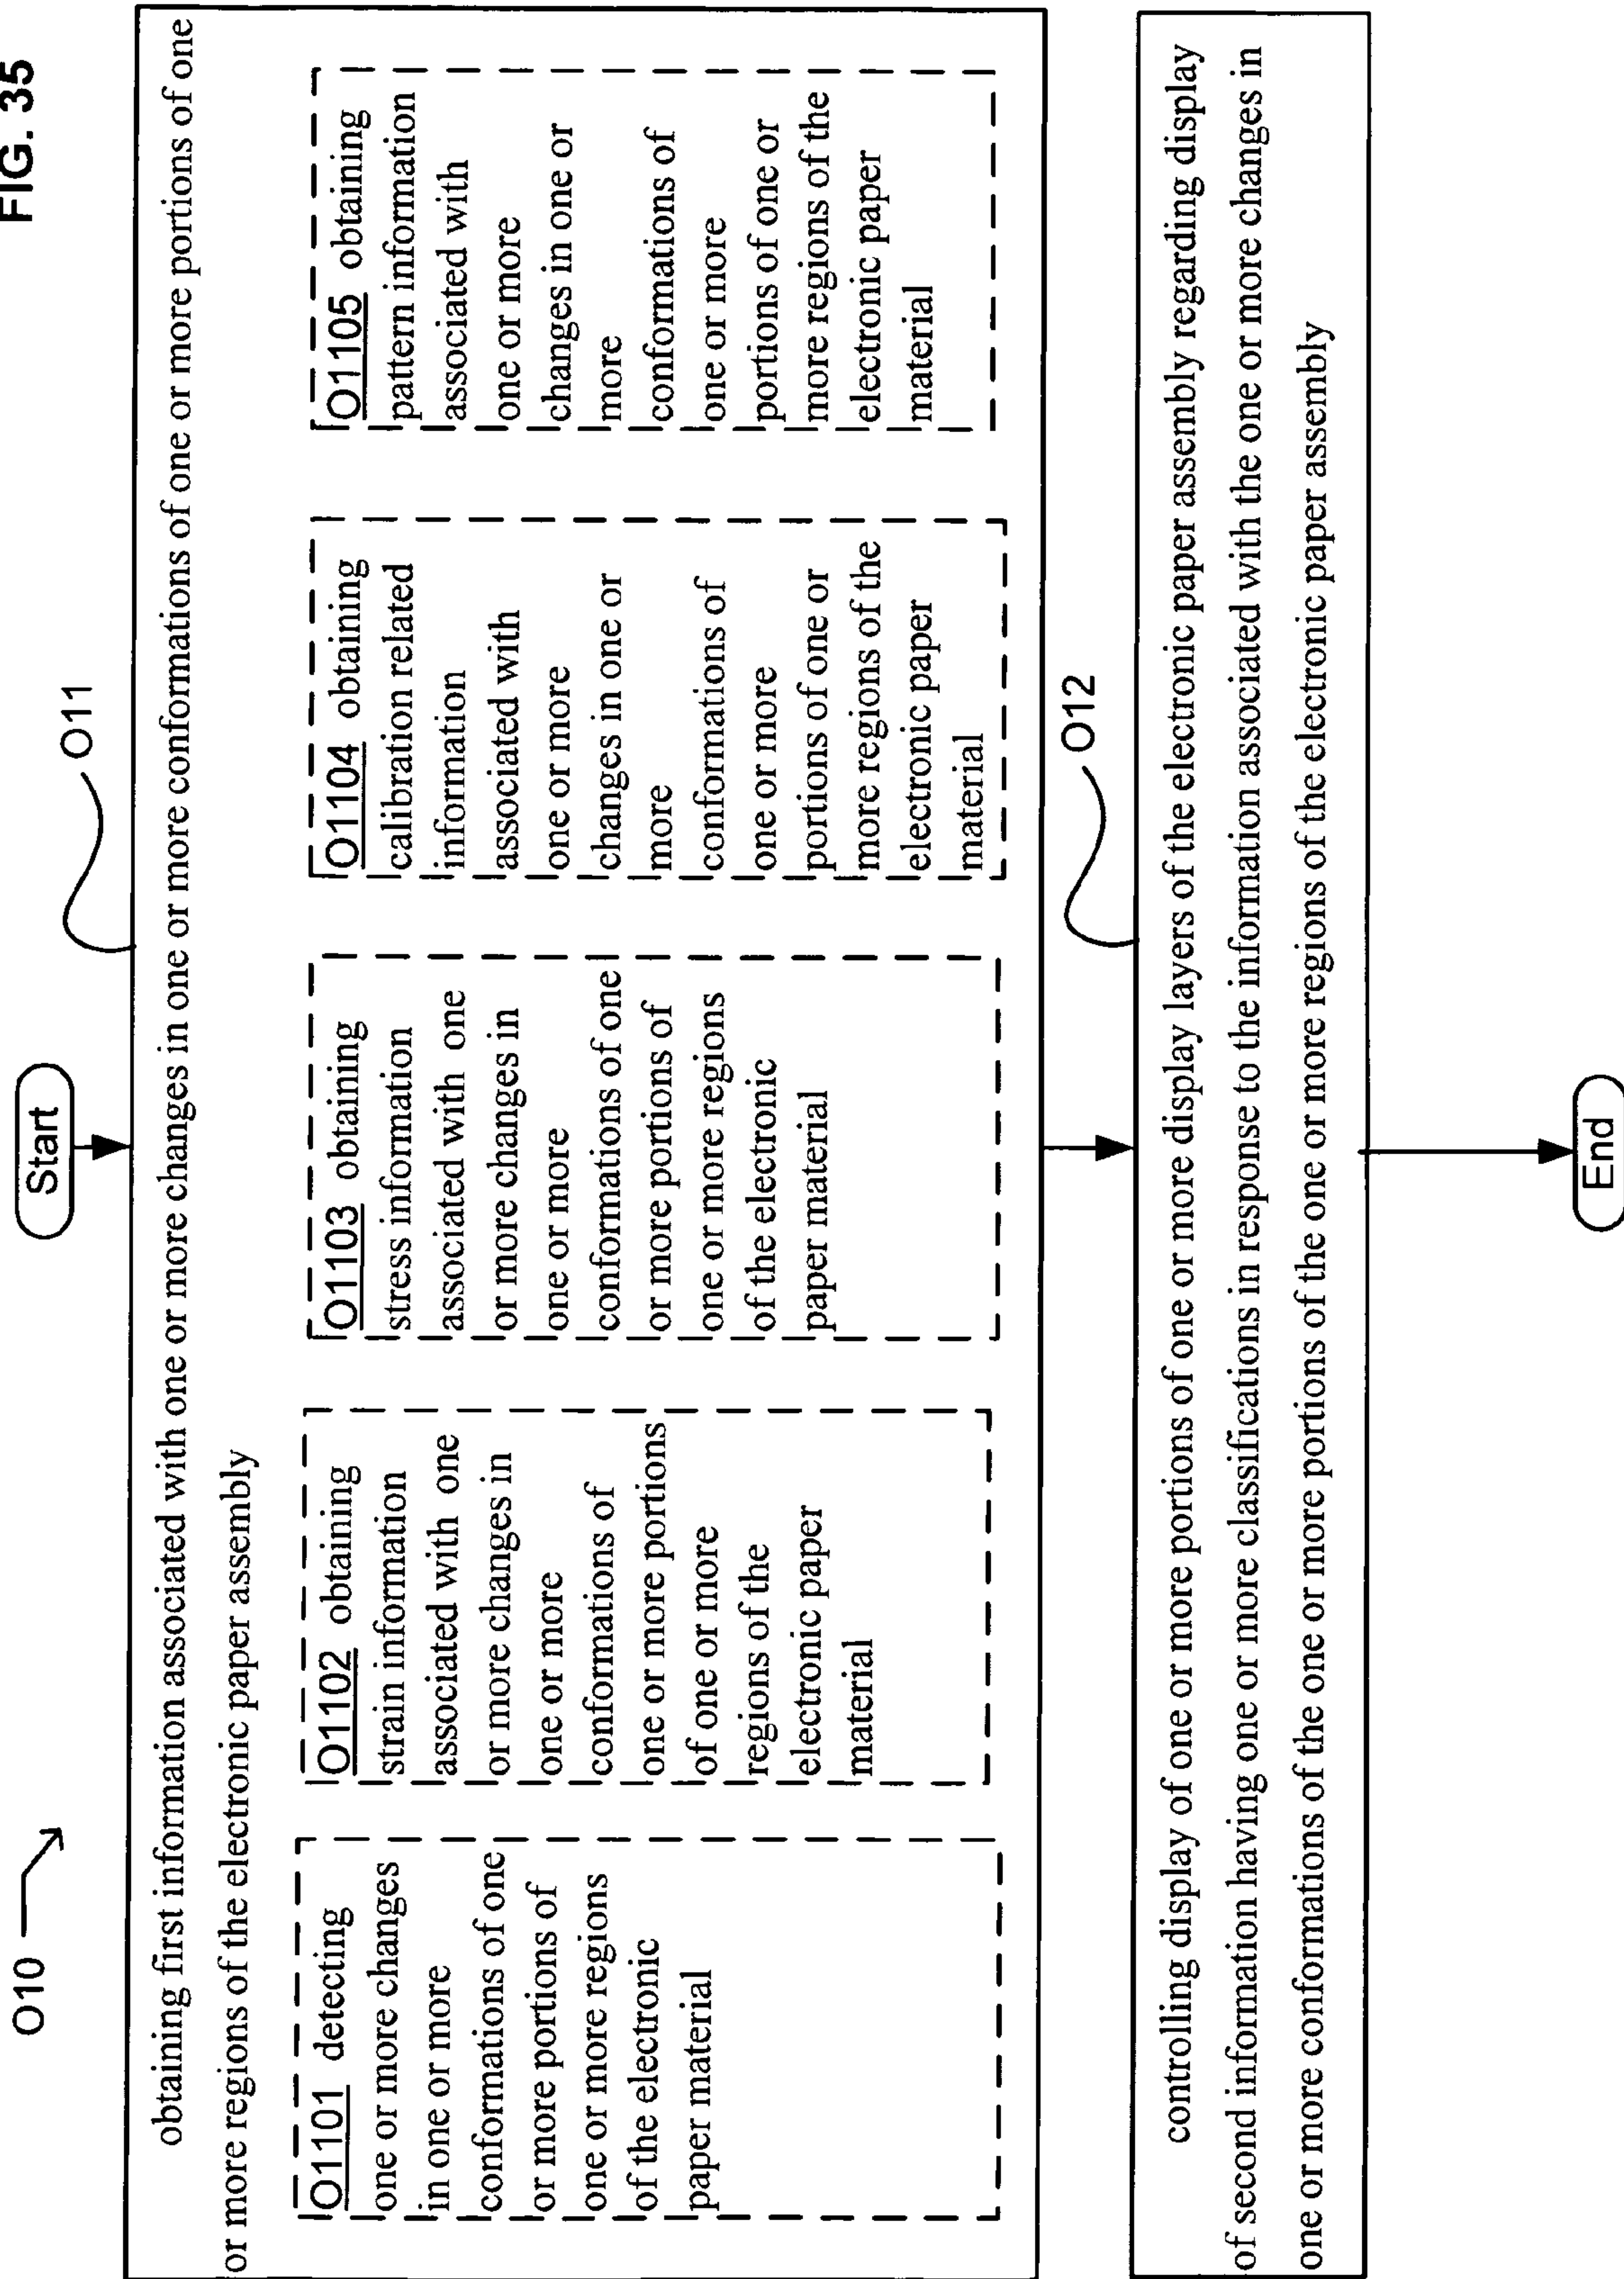 FIG. 35
O10
Start
O11
obtaining first information associated with one or more changes in one or more conformations of one or more portions of one
or more regions of the electronic paper assembly
O1101 detecting
one or more changes
in one or more
conformations of one
or more portions of
one or more regions
of the electronic
paper material
O1102 obtaining
strain information
associated with one
or more changes in
one or more
conformations of
one or more portions
of one or more
regions of the
electronic paper
material
O1103 obtaining
stress information
associated with one
or more changes in
one or more
conformations of one
or more portions of
one or more regions
of the electronic
paper material
O1104 obtaining
calibration related
information
associated with
one or more
changes in one or
more
conformations of
one or more
portions of one or
more regions of the
electronic paper
material
O1105 obtaining
pattern information
associated with
one or more
changes in one or
more
conformations of
one or more
portions of one or
more regions of the
electronic paper
material
O12
controlling display of one or more portions of one or more display layers of the electronic paper assembly regarding display
of second information having one or more classifications in response to the information associated with the one or more changes in
one or more conformations of the one or more portions of the one or more regions of the electronic paper assembly
End